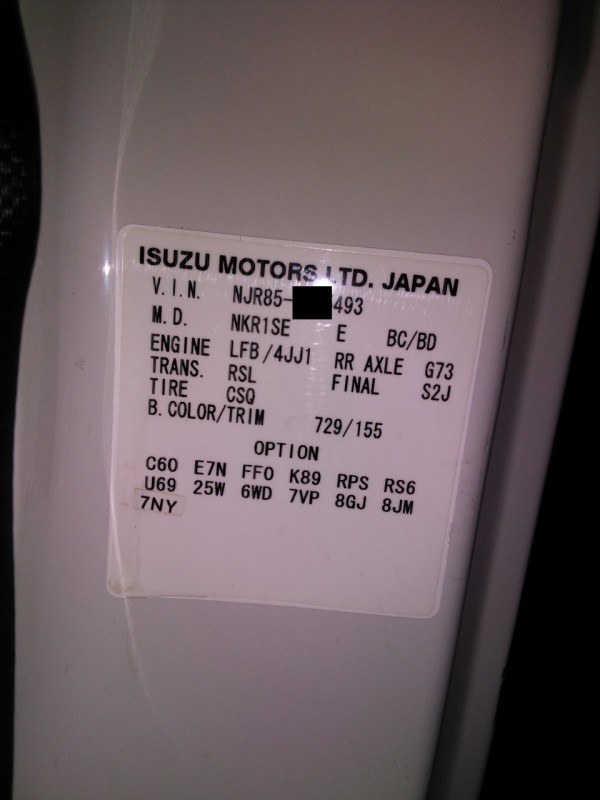 ISUZU MOTORS LTD. JAPAN
V.I.N. NJR85- 493
M.D. NKR1SE E BC/BD
ENGINE LFB/4JJ1 RR AXLE G73
TRANS. RSL FINAL S2J
TIRE CSQ
B.COLOR/TRIM 729/155
OPTION
C60 E7N FFO K89 RPS RS6
U69 25W 6WD 7VP 8GJ 8JM
7NY